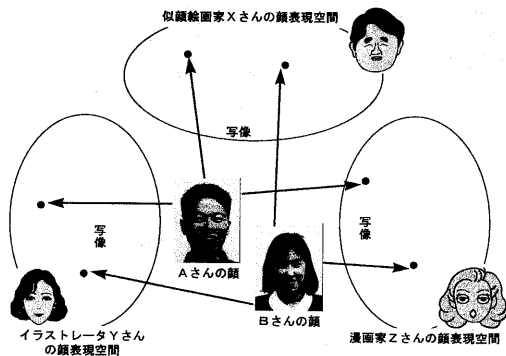 似顔絵画家Xさんの顔表現空間
写像
写像
写像
Aさんの顔
Bさんの顔
イラストレータYさん
の顔表現空間
漫画家Zさんの顔表現空間